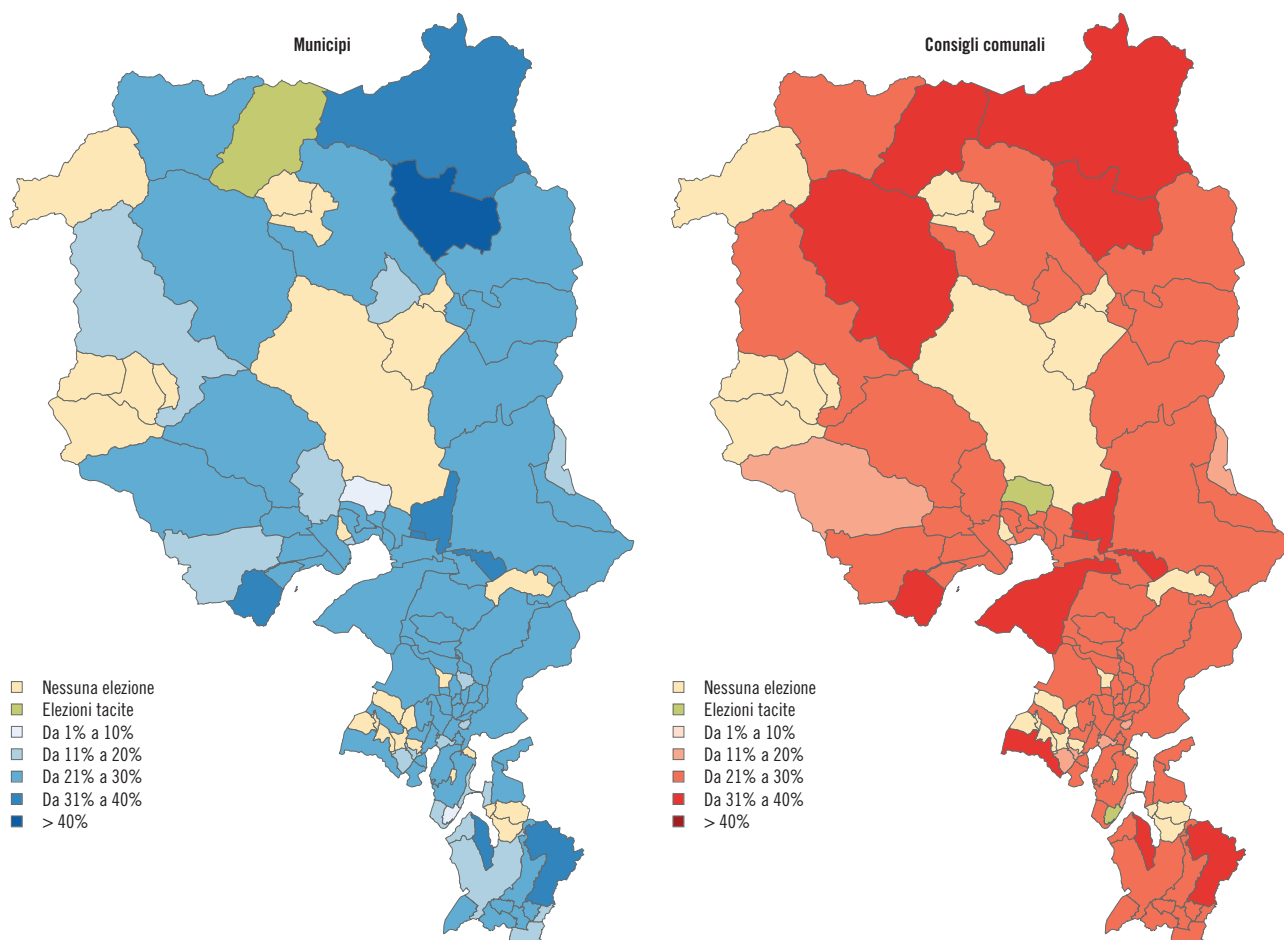 Municipi
Nessuna elezione
Elezioni tacite
Da 1% a 10%
Da 11% a 20%
Da 21% a 30%
Da 31% a 40%
> 40%
Consigli comunali
Nessuna elezione
Elezioni tacite
Da 1% a 10%
Da 11% a 20%
Da 21% a 30%
Da 31% a 40%
> 40%